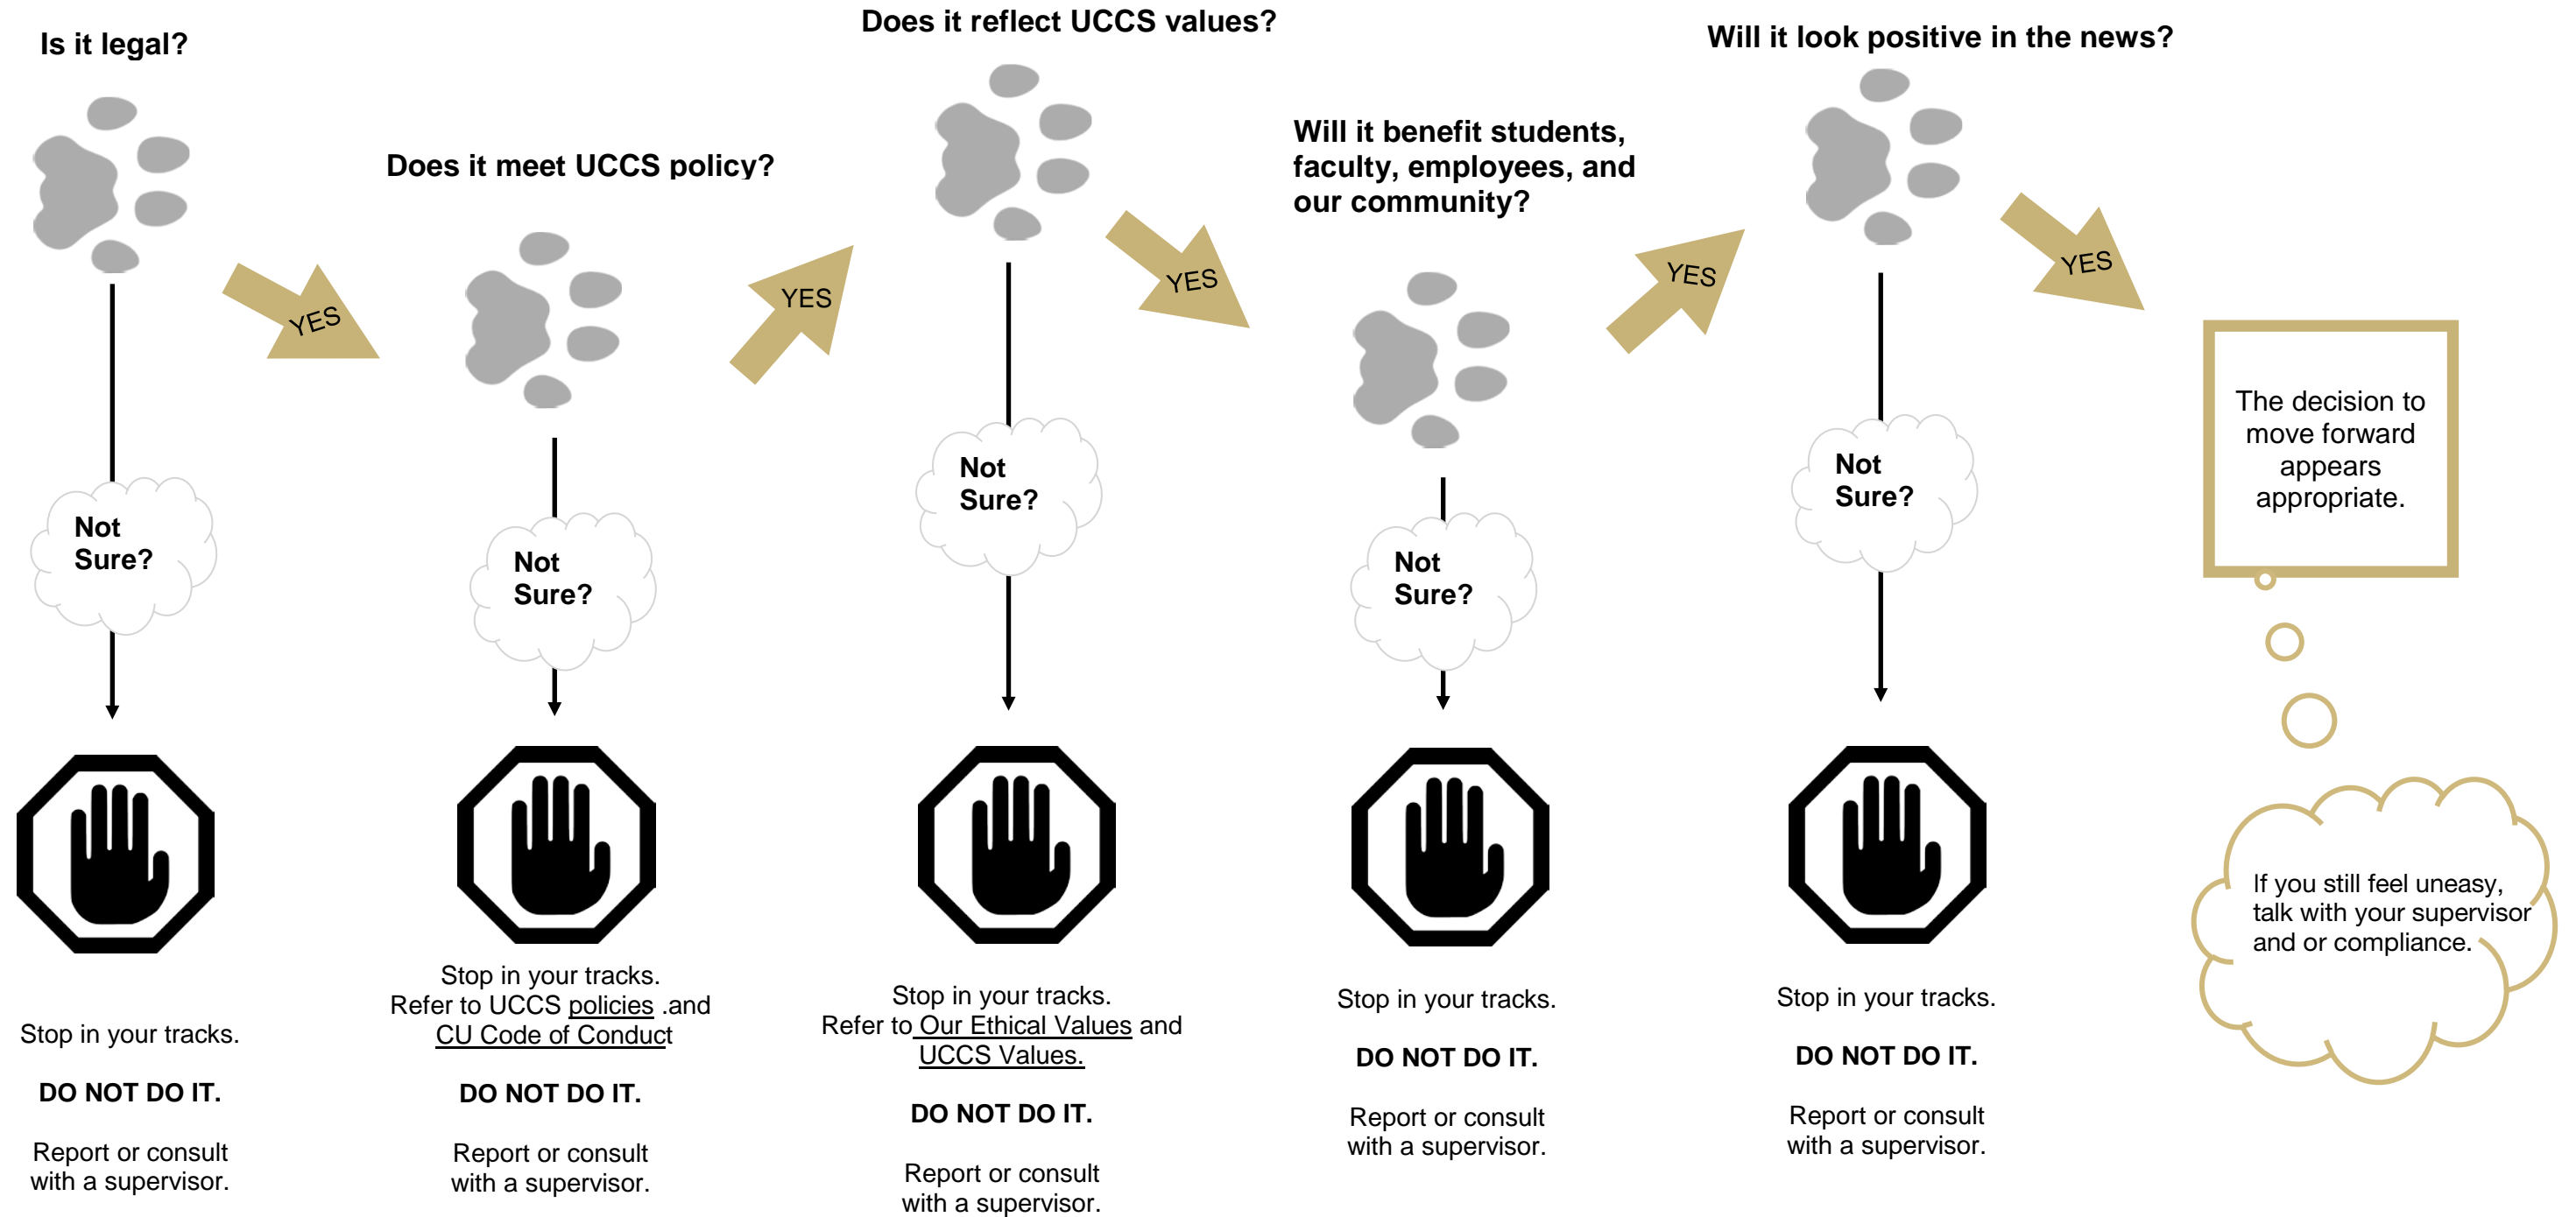 Is it legal?
YES
Not
Sure?
Stop in your tracks.
DO NOT DO IT.
Report or consult
with a supervisor.
Does it meet UCCS policy?
YES
Not
Sure?
Stop in your tracks.
Refer to UCCS policies .and
CU Code of Conduct
DO NOT DO IT.
Report or consult
with a supervisor.
Does it reflect UCCS values?
YES
Not
Sure?
Stop in your tracks.
Refer to Our Ethical Values and
UCCS Values.
DO NOT DO IT.
Report or consult
with a supervisor.
Will it benefit students,
faculty, employees, and
our community?
YES
Not
Sure?
Stop in your tracks.
DO NOT DO IT.
Report or consult
with a supervisor.
Will it look positive in the news?
YES
Not
Sure?
Stop in your tracks.
DO NOT DO IT.
Report or consult
with a supervisor.
The decision to
move forward
appears
appropriate.
If you still feel uneasy,
talk with your supervisor
and or compliance.